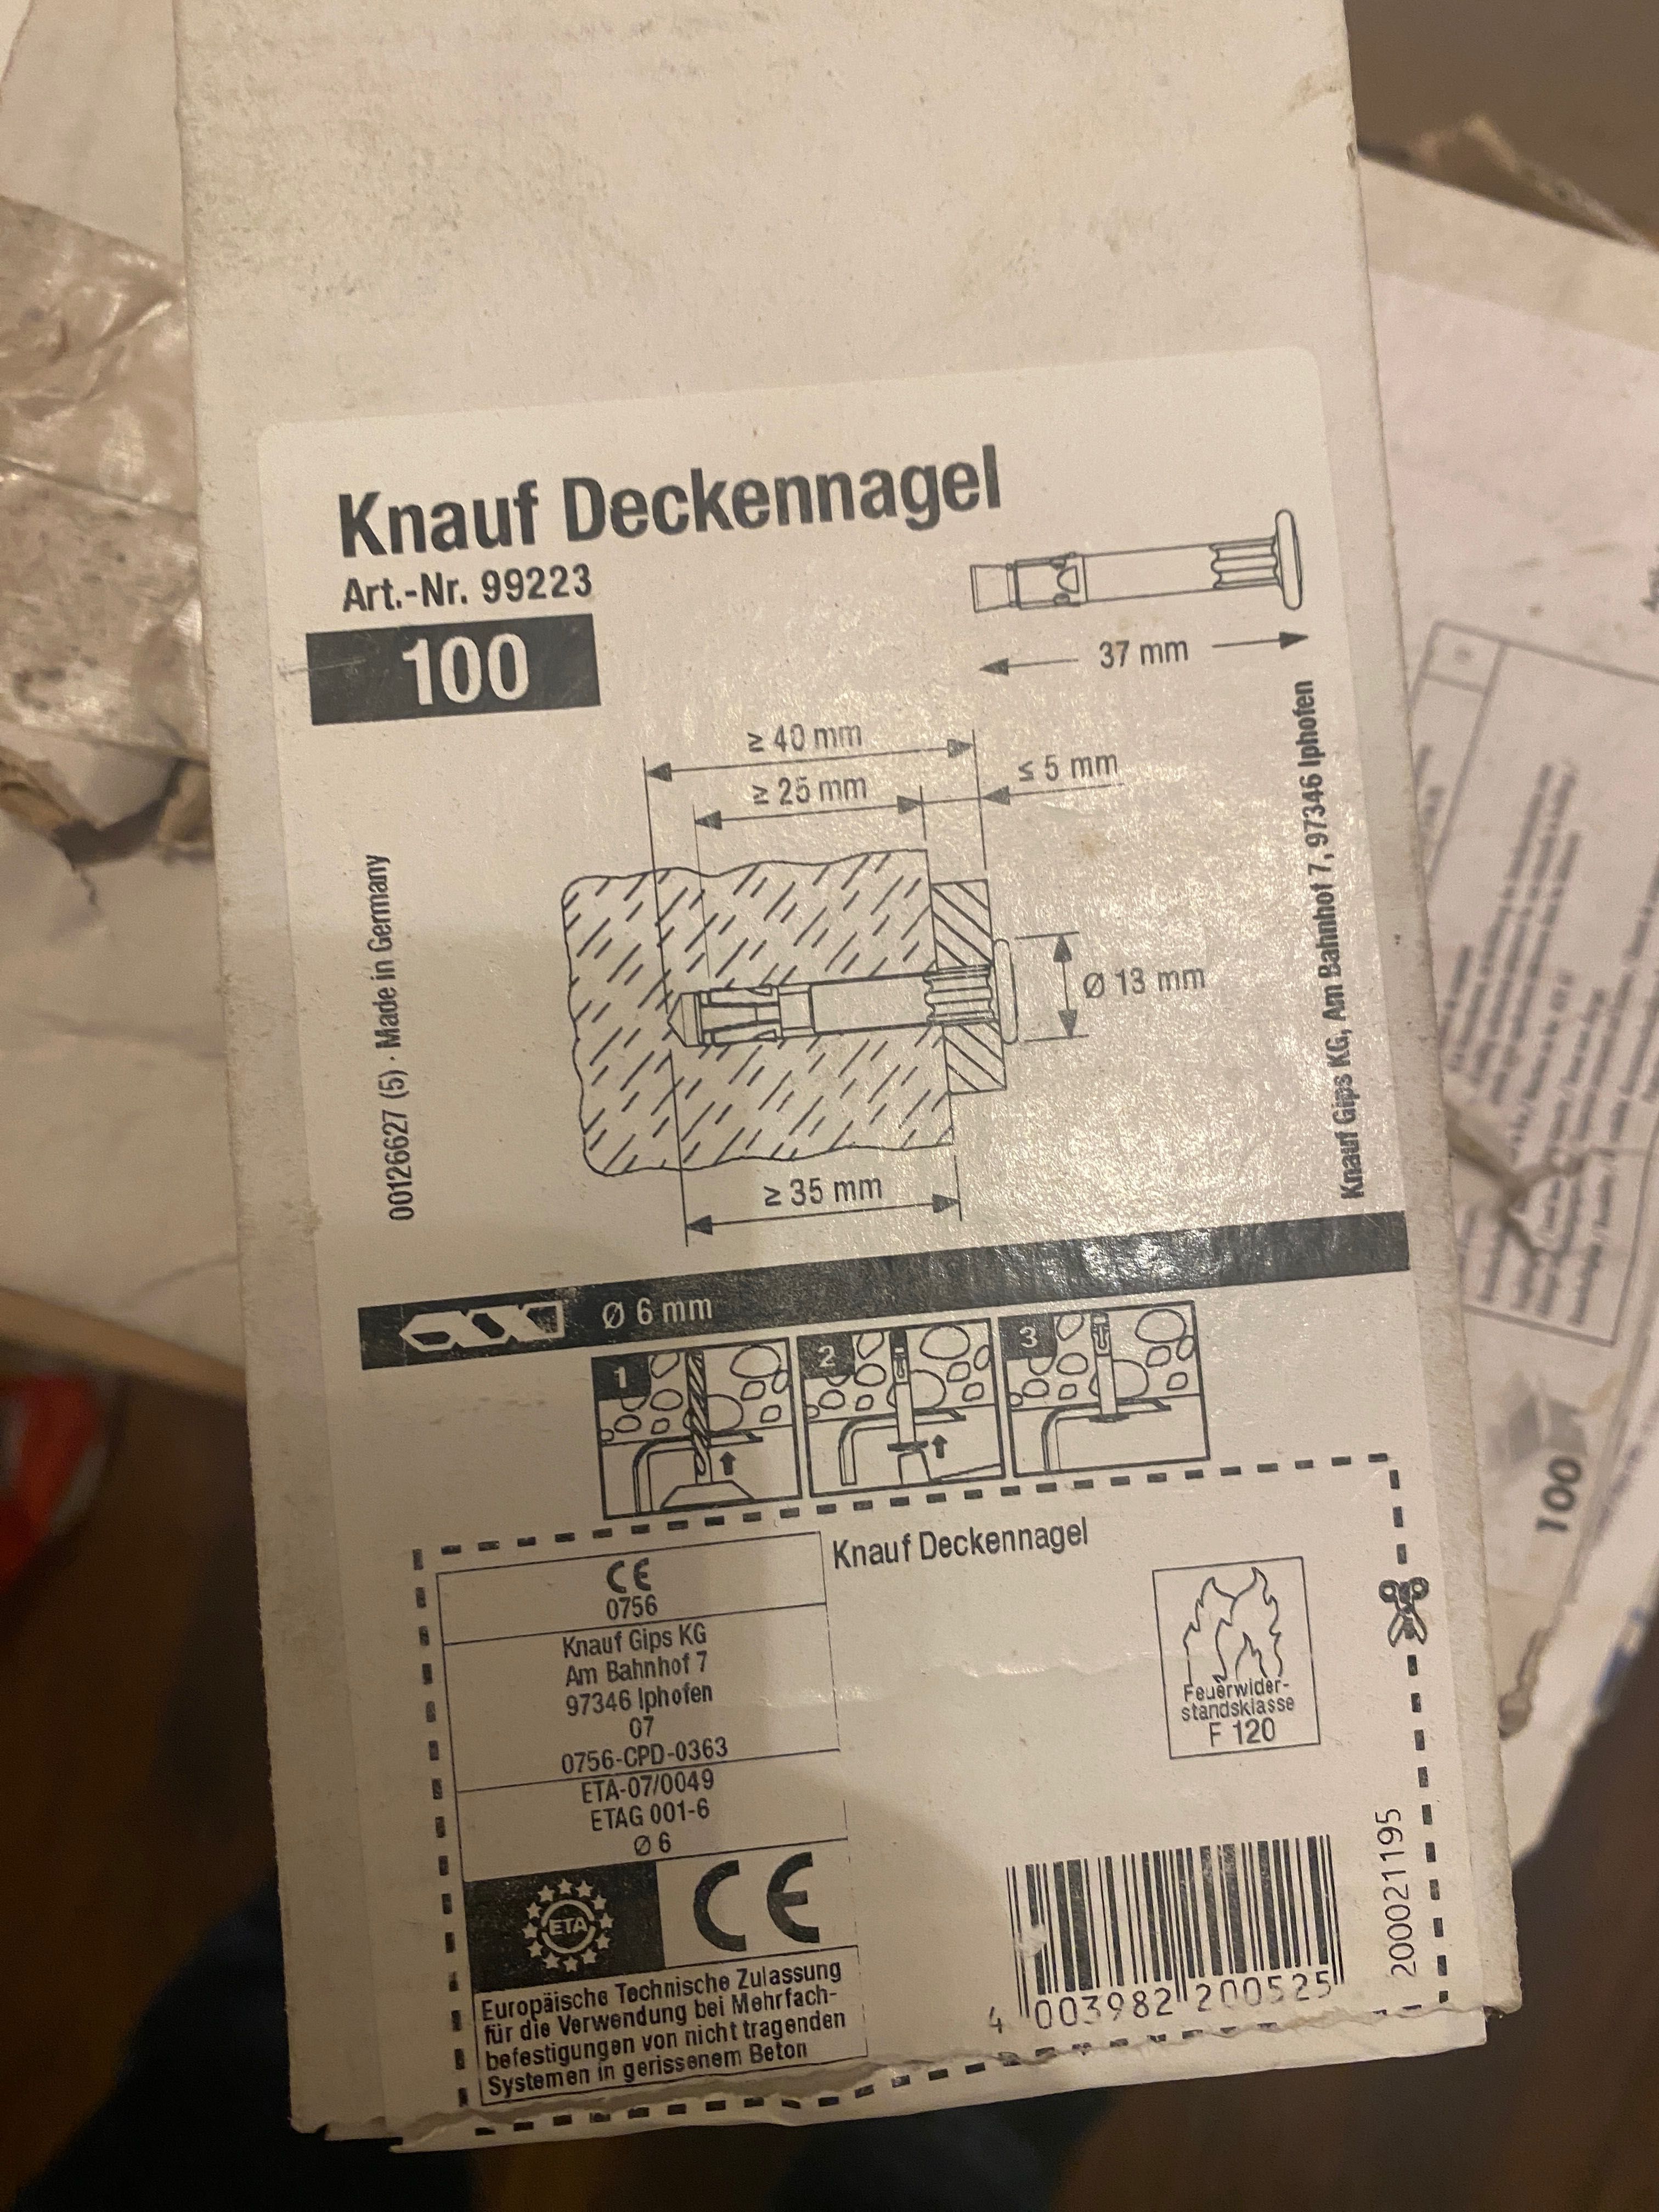 Knauf Deckennagel
Art.-Nr. 99223
100
37 mm
≥ 40 mm
≥ 25 mm
≤ 5 mm
Ø 13 mm
≥ 35 mm
00126627 (5) · Made in Germany
Knauf Gips KG, Am Bahnhof 7, 97346 Iphofen
Ø 6 mm
1
2
3
CE
0756
Knauf Gips KG
Am Bahnhof 7
97346 Iphofen
07
0756-CPD-0363
ETA-07/0049
ETAG 001-6
Ø 6
ETA
CE
Europäische Technische Zulassung
für die Verwendung bei Mehrfach-
befestigungen von nicht tragenden
Systemen in gerissenem Beton
Knauf Deckennagel
Feuerwider-
standsklasse
F 120
4 003982 200525
2000211195
100